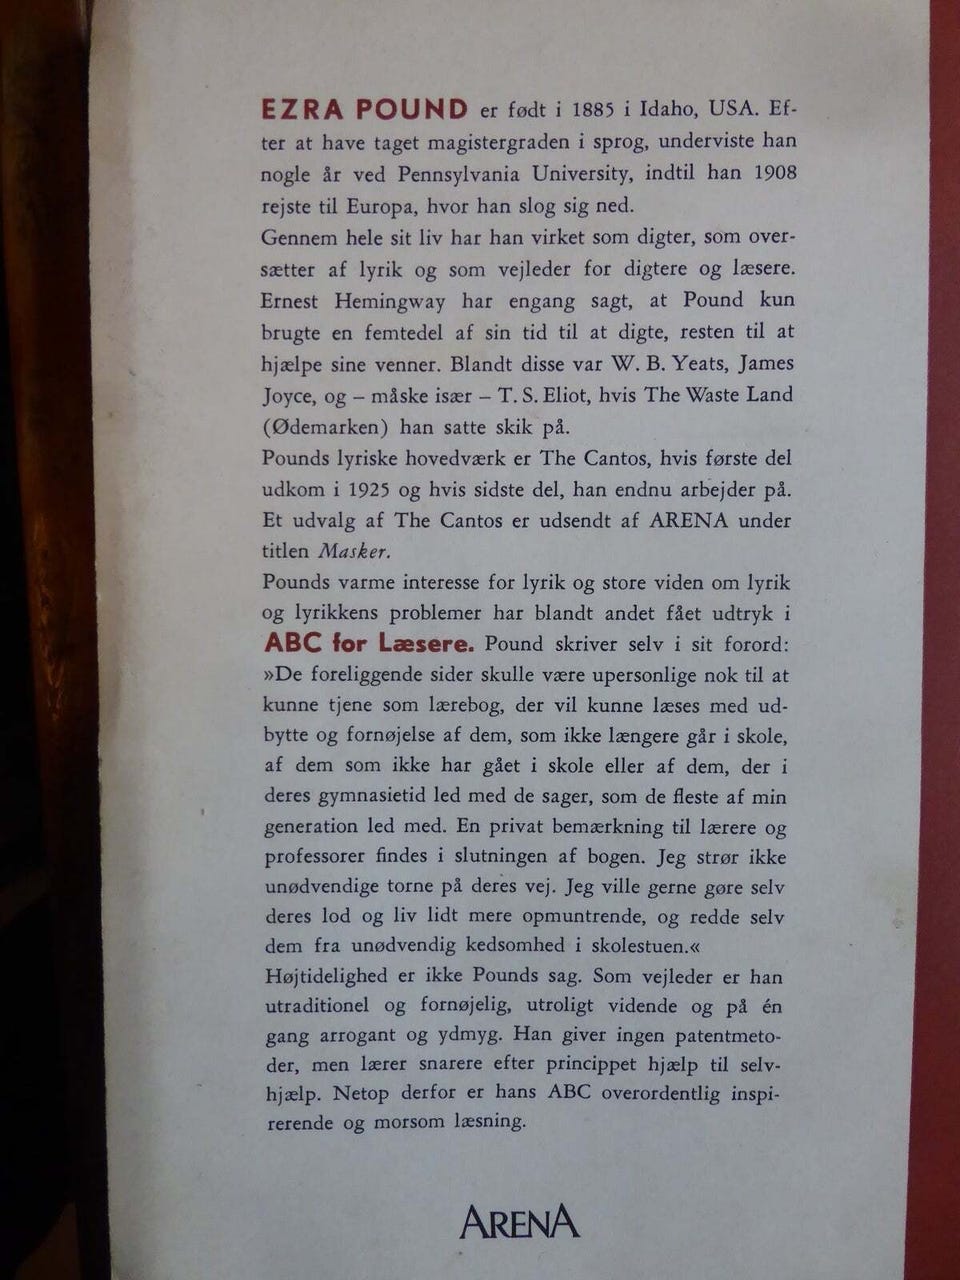 EZRA POUND er født i 1885 i Idaho, USA. Ef-
ter at have taget magistergraden i sprog, underviste han
nogle år ved Pennsylvania University, indtil han 1908
rejste til Europa, hvor han slog sig ned.
Gennem hele sit liv har han virket som digter, som over-
sætter af lyrik og som vejleder for digtere og læsere.
Ernest Hemingway har engang sagt, at Pound kun
brugte en femtedel af sin tid til at digte, resten til at
hjælpe sine venner. Blandt disse var W. B. Yeats, James
Joyce, og – måske især – T. S. Eliot, hvis The Waste Land
(Ødemarken) han satte skik på.
Pounds lyriske hovedværk er The Cantos, hvis første del
udkom i 1925 og hvis sidste del, han endnu arbejder på.
Et udvalg af The Cantos er udsendt af ARENA under
titlen Masker.
Pounds varme interesse for lyrik og store viden om lyrik
og lyrikkens problemer har blandt andet fået udtryk i
ABC for Læsere. Pound skriver selv i sit forord:
»De foreliggende sider skulle være upersonlige nok til at
kunne tjene som lærebog, der vil kunne læses med ud-
bytte og fornøjelse af dem, som ikke længere går i skole,
af dem som ikke har gået i skole eller af dem, der i
deres gymnasietid led med de sager, som de fleste af min
generation led med. En privat bemærkning til lærere og
professorer findes i slutningen af bogen. Jeg strør ikke
unødvendige torne på deres vej. Jeg ville gerne gøre selv
deres lod og liv lidt mere opmuntrende, og redde selv
dem fra unødvendig kedsomhed i skolestuen.«
Højtidelighed er ikke Pounds sag. Som vejleder er han
utraditionel og fornøjelig, utroligt vidende og på én
gang arrogant og ydmyg. Han giver ingen patentmeto-
der, men lærer snarere efter princippet hjælp til selv-
hjælp. Netop derfor er hans ABC overordentlig inspi-
rerende og morsom læsning.
ARENA